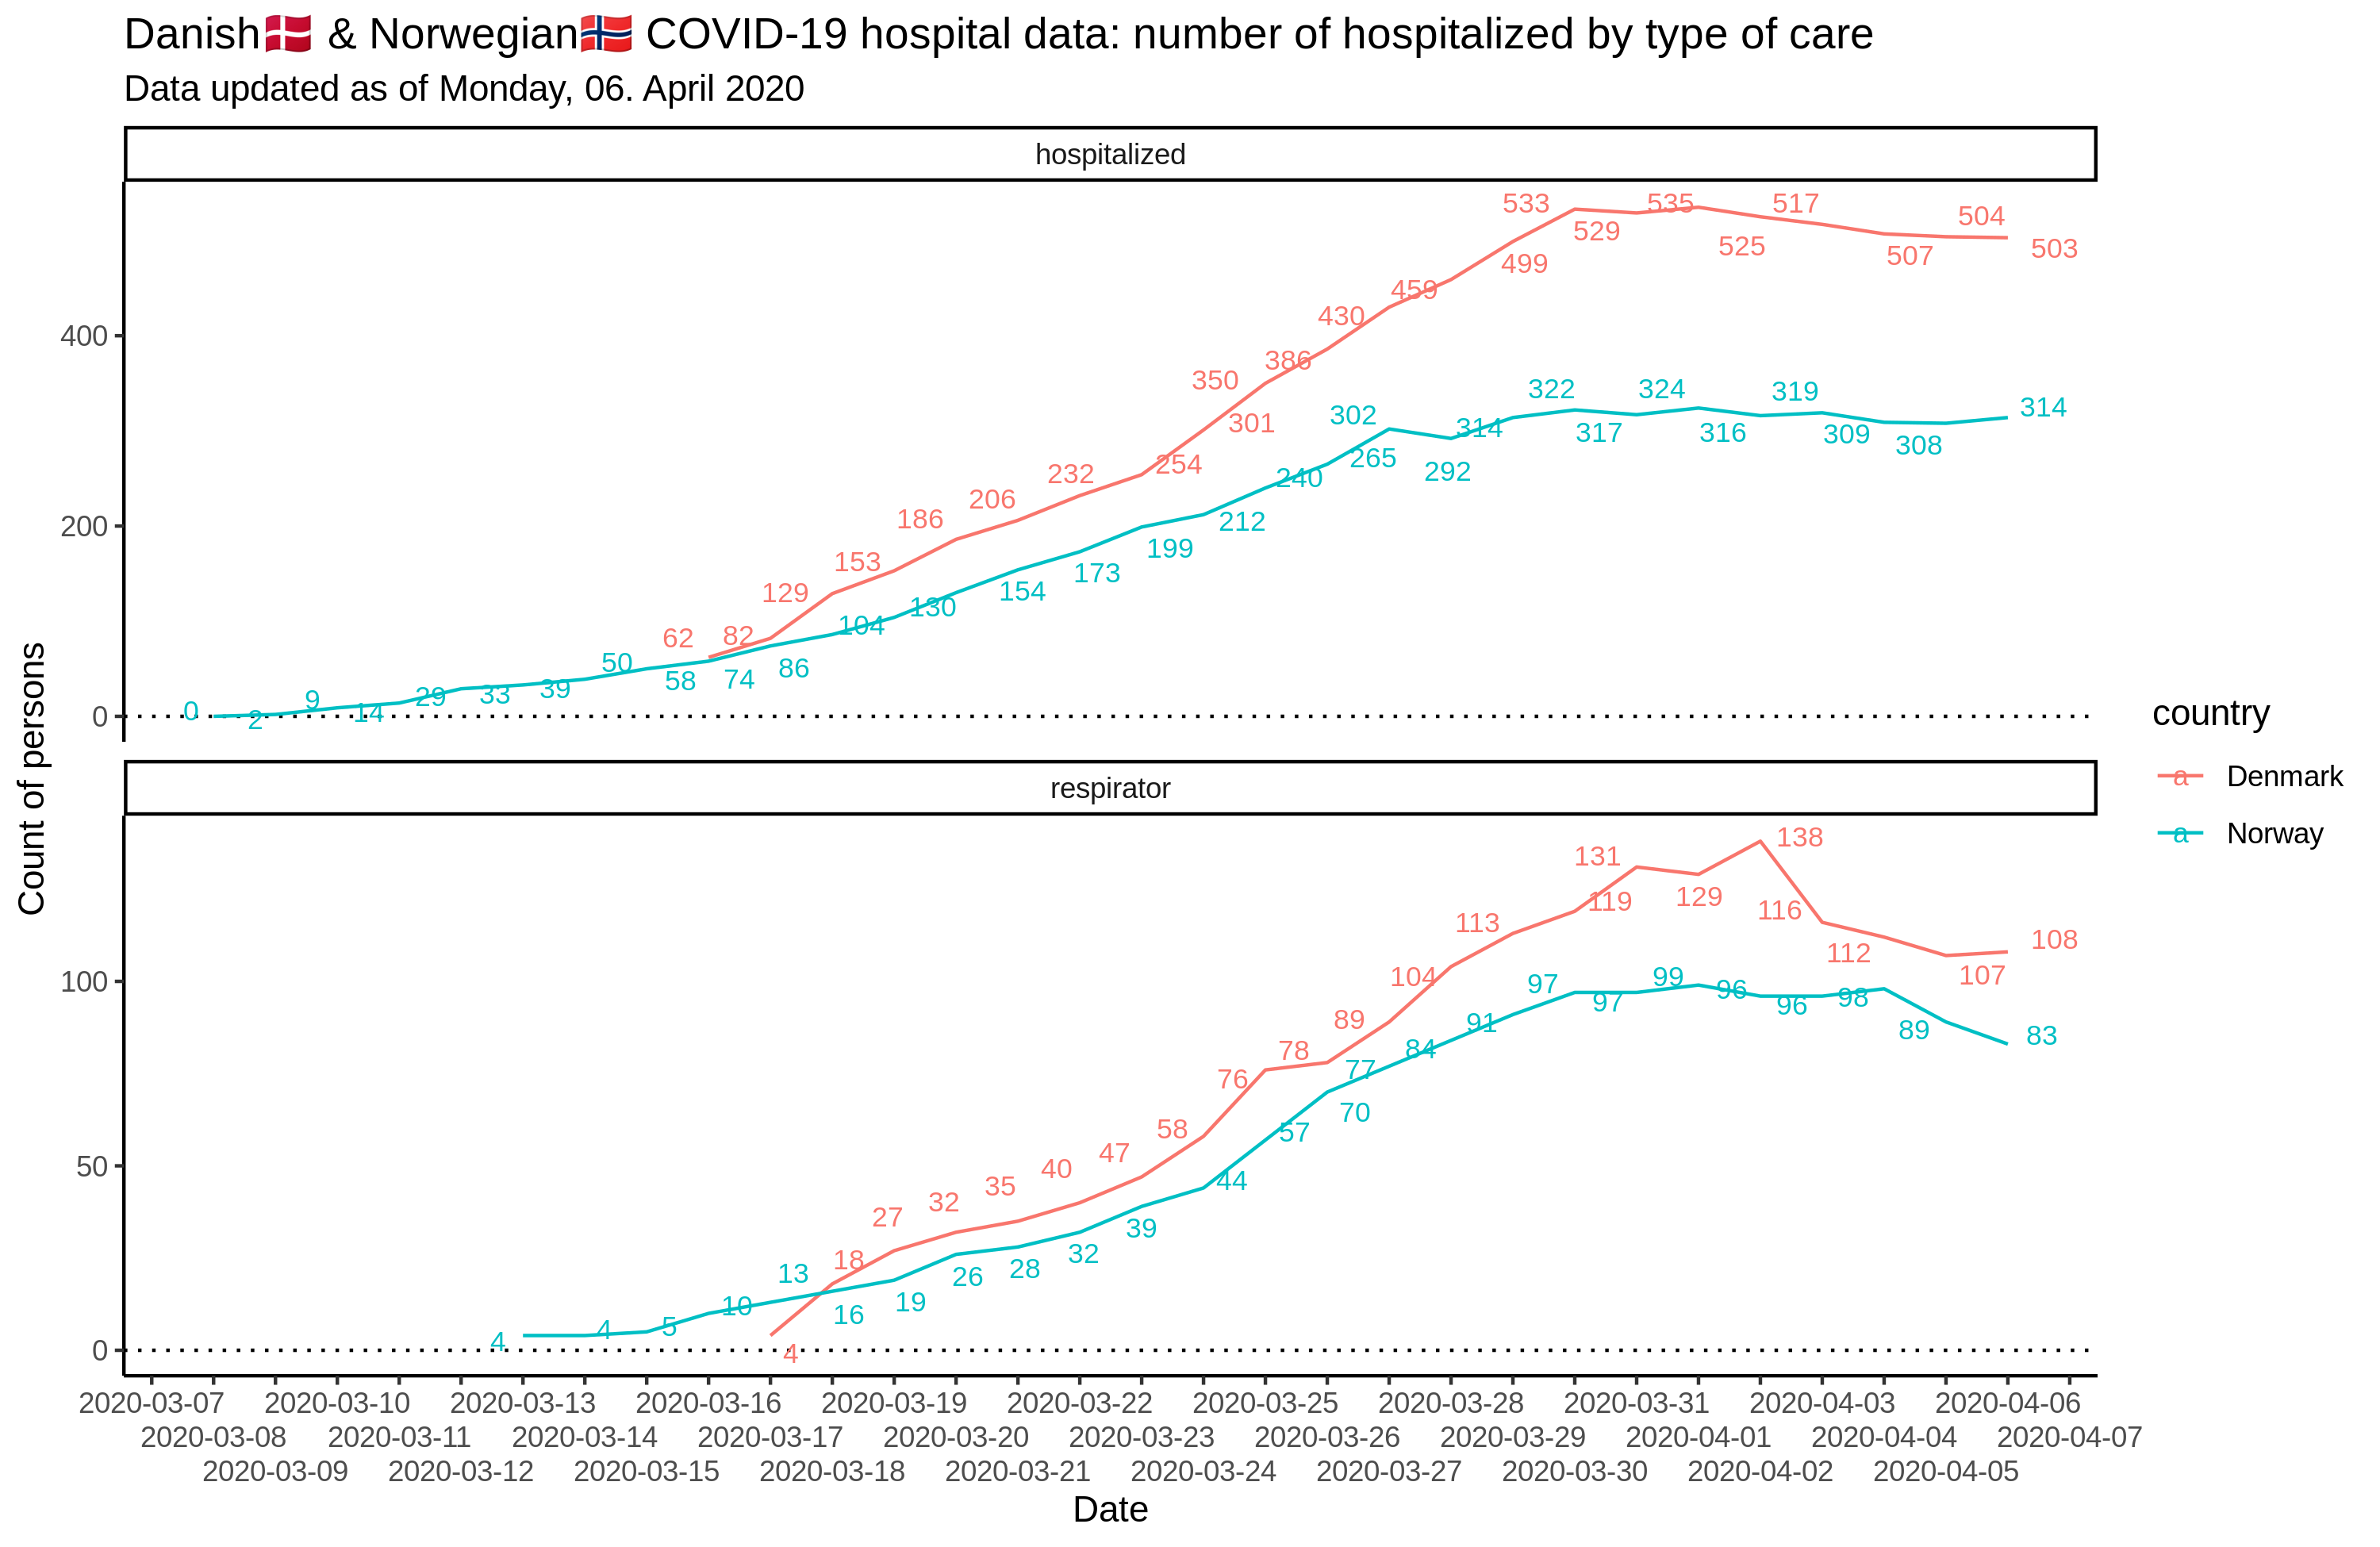 Danish🇩🇰 & Norwegian🇳🇴 COVID-19 hospital data: number of hospitalized by type of care
Data updated as of Monday, 06. April 2020
hospitalized
533 535 517 504
529 525 507 503
499
459
430
400
386
350 322 324 319 314
301 302 314 317 316 309 308
254 265 292
232 240
206 212
200
186 199
153 173
129 154
104 130
62 82 86
50 58 74
0 2 9 14 29 33 39
0
Count of persons
respirator
138
131
119 129 116
113 112 108
107
104 97 97 99 96 96 98
100
89 91 89 83
78 84
76 77
70
58 57
50
47 44
40 39
35 32
32 28
27 26
18 19
13 16
10
4 4 5
4
0
country
a Denmark
a Norway
2020-03-07 2020-03-10 2020-03-13 2020-03-16 2020-03-19 2020-03-22 2020-03-25 2020-03-28 2020-03-31 2020-04-03 2020-04-06
2020-03-08 2020-03-11 2020-03-14 2020-03-17 2020-03-20 2020-03-23 2020-03-26 2020-03-29 2020-04-01 2020-04-04 2020-04-07
2020-03-09 2020-03-12 2020-03-15 2020-03-18 2020-03-21 2020-03-24 2020-03-27 2020-03-30 2020-04-02 2020-04-05
Date